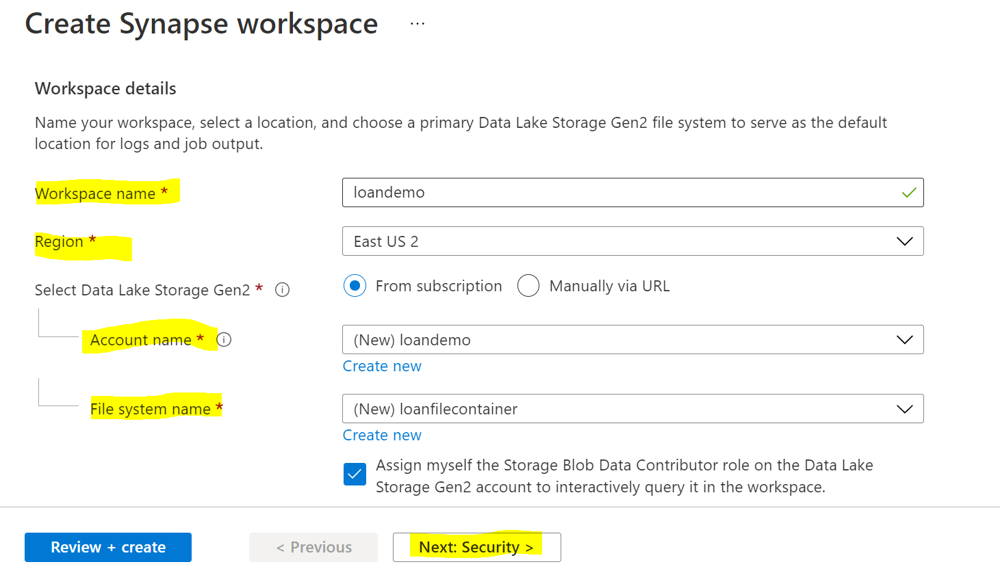 Create Synapse workspace ...
Workspace details
Name your workspace, select a location, and choose a primary Data Lake Storage Gen2 file system to serve as the default
location for logs and job output.
Workspace name * loandemo
Region * East US 2
Select Data Lake Storage Gen2 * From subscription Manually via URL
Account name * (New) loandemo
Create new
File system name * (New) loanfilecontainer
Create new
Assign myself the Storage Blob Data Contributor role on the Data Lake
Storage Gen2 account to interactively query it in the workspace.
Review + create < Previous Next: Security >